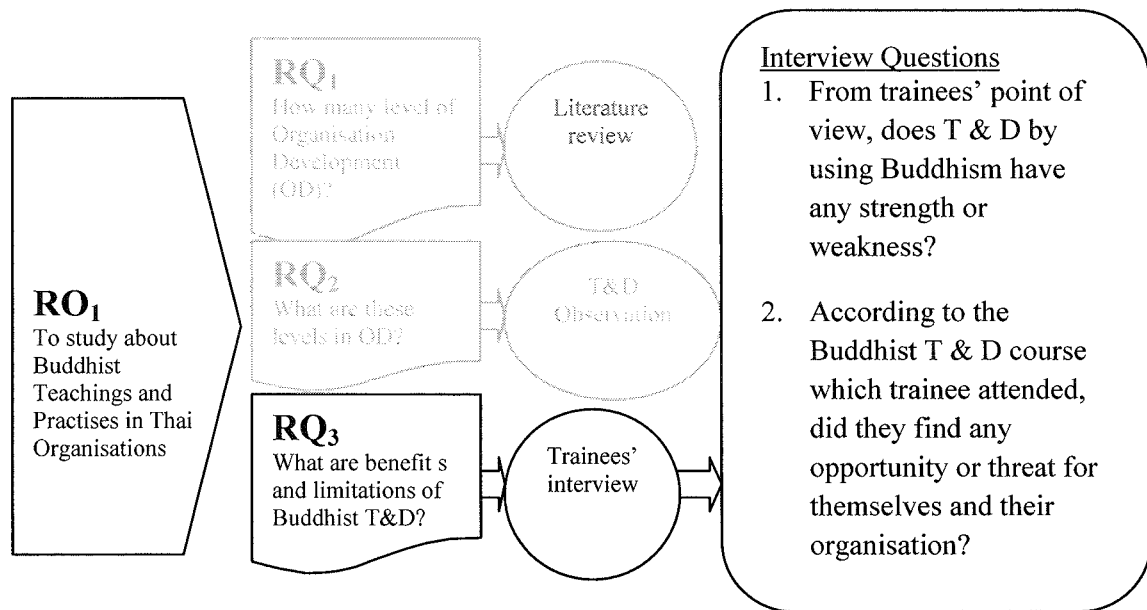 RO₁
To study about
Buddhist
Teachings and
Practises in Thai
Organisations
RQ₁
How many level of
Organisation
Development
(OD)?
Literature
review
RQ₂
What are these
levels in OD?
T&D
Observation
RQ₃
What are benefit s
and limitations of
Buddhist T&D?
Trainees'
interview
Interview Questions
1. From trainees' point of
view, does T & D by
using Buddhism have
any strength or
weakness?
2. According to the
Buddhist T & D course
which trainee attended,
did they find any
opportunity or threat for
themselves and their
organisation?